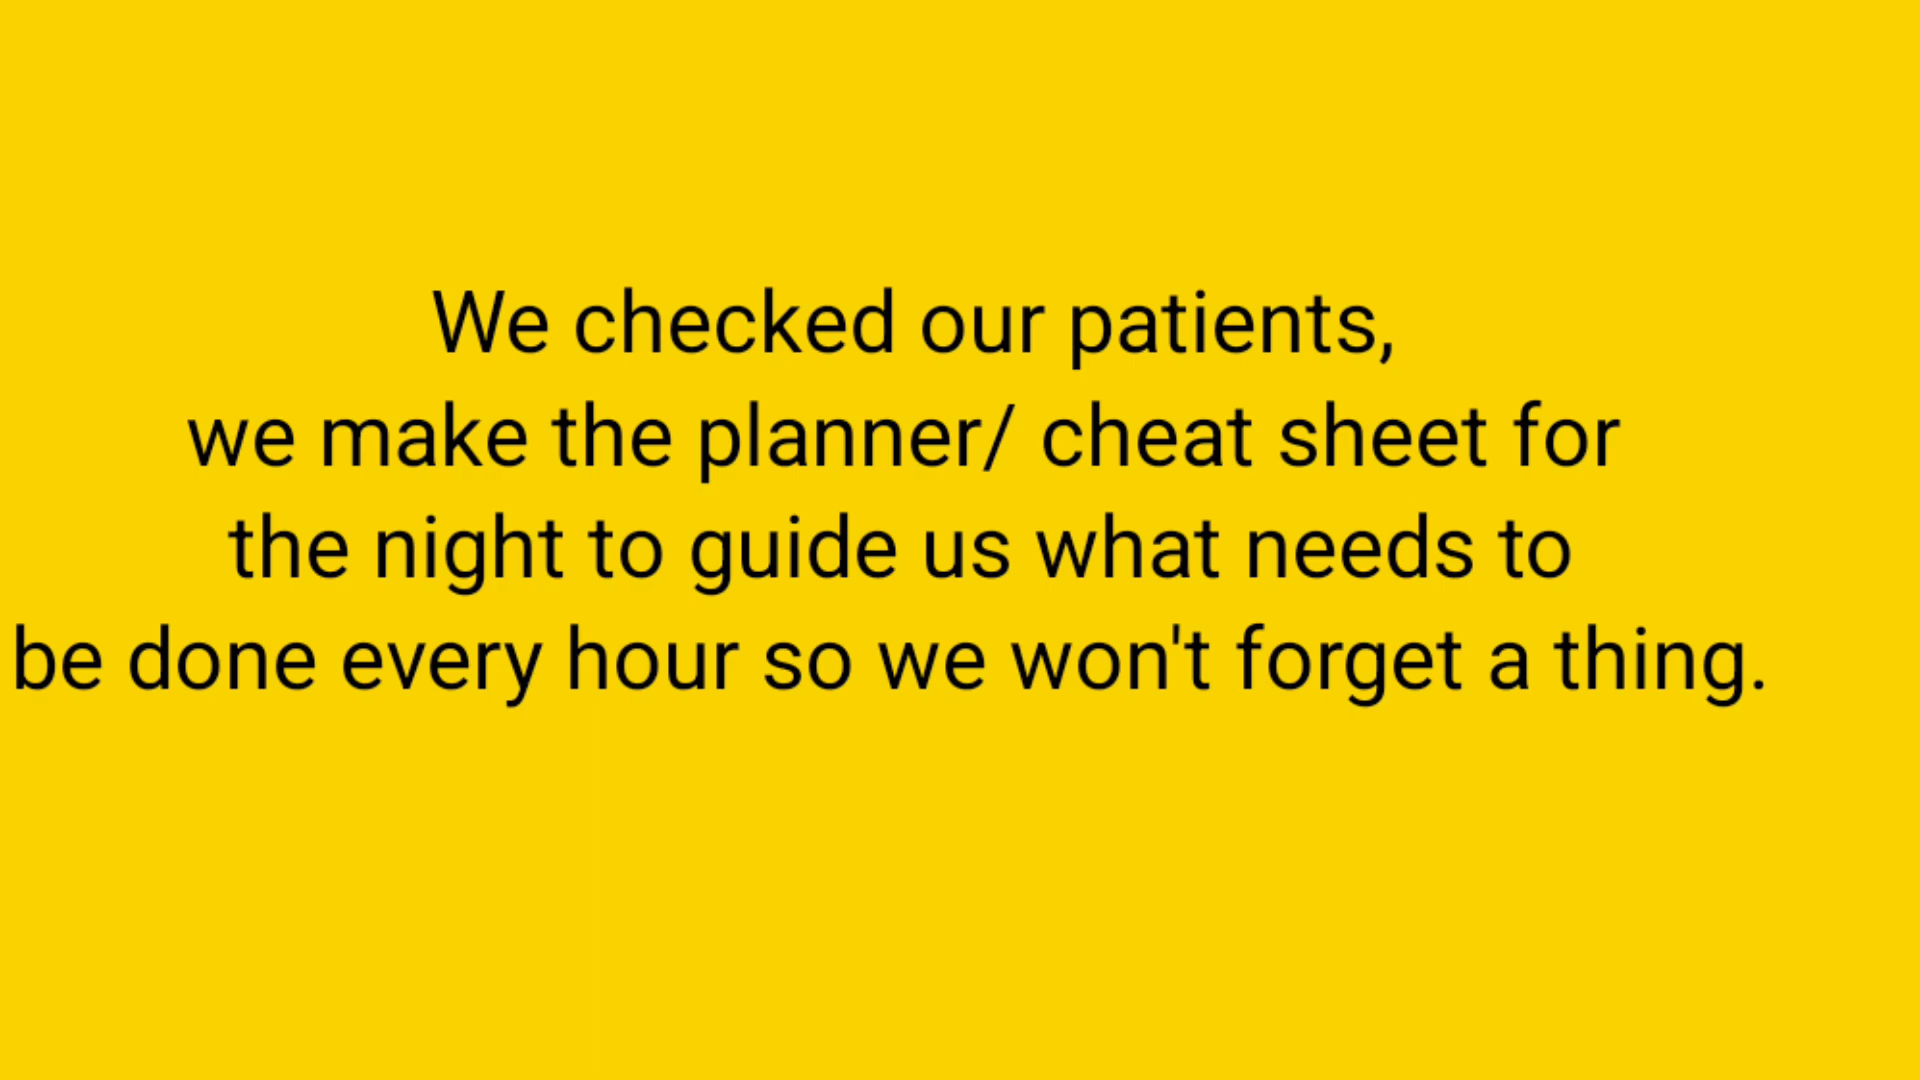 We checked our patients,
we make the planner/ cheat sheet for
the night to guide us what needs to
be done every hour so we won't forget a thing.